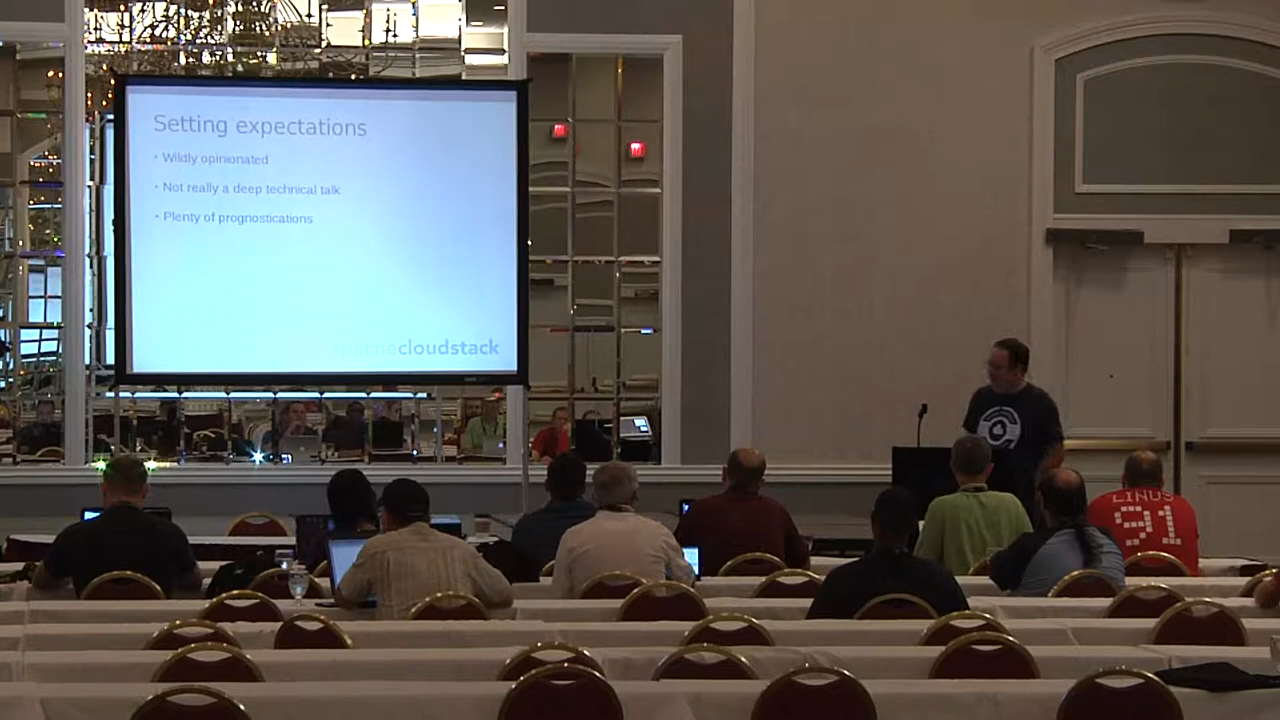 Setting expectations
• Wildly opinionated
• Not really a deep technical talk
• Plenty of prognostications
apachecloudstack
LINUS
91